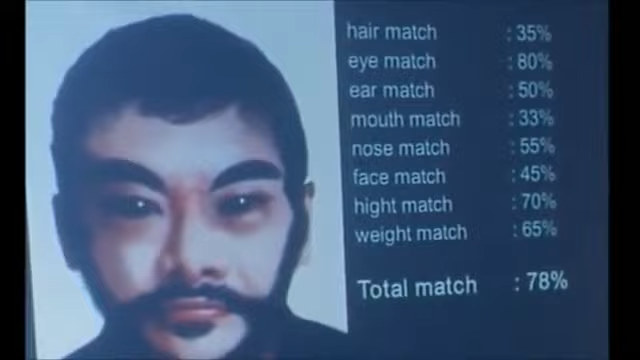 hair match : 35%
eye match : 80%
ear match : 50%
mouth match : 33%
nose match : 55%
face match : 45%
hight match : 70%
weight match : 65%
Total match : 78%